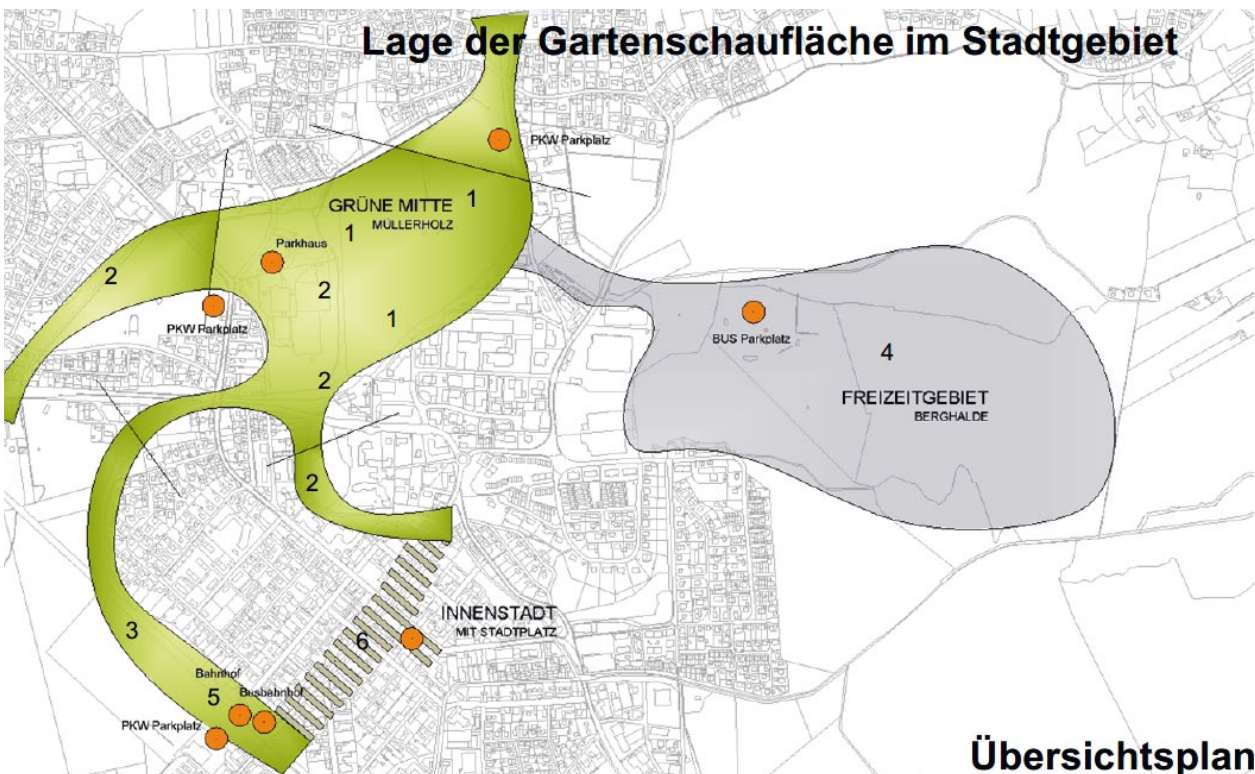 Lage der Gartenschaufläche im Stadtgebiet
PKW Parkplatz
1
GRÜNE MITTE
MÜLLERHOLZ
1
Parkhaus
2
2
1
PKW Parkplatz
BUS Parkplatz
4
2
FREIZEITGEBIET
BERGHALDE
2
INNENSTADT
MIT STADTPLATZ
3
6
Bahnhof
5
Busbahnhof
PKW Parkplatz
Übersichtsplan